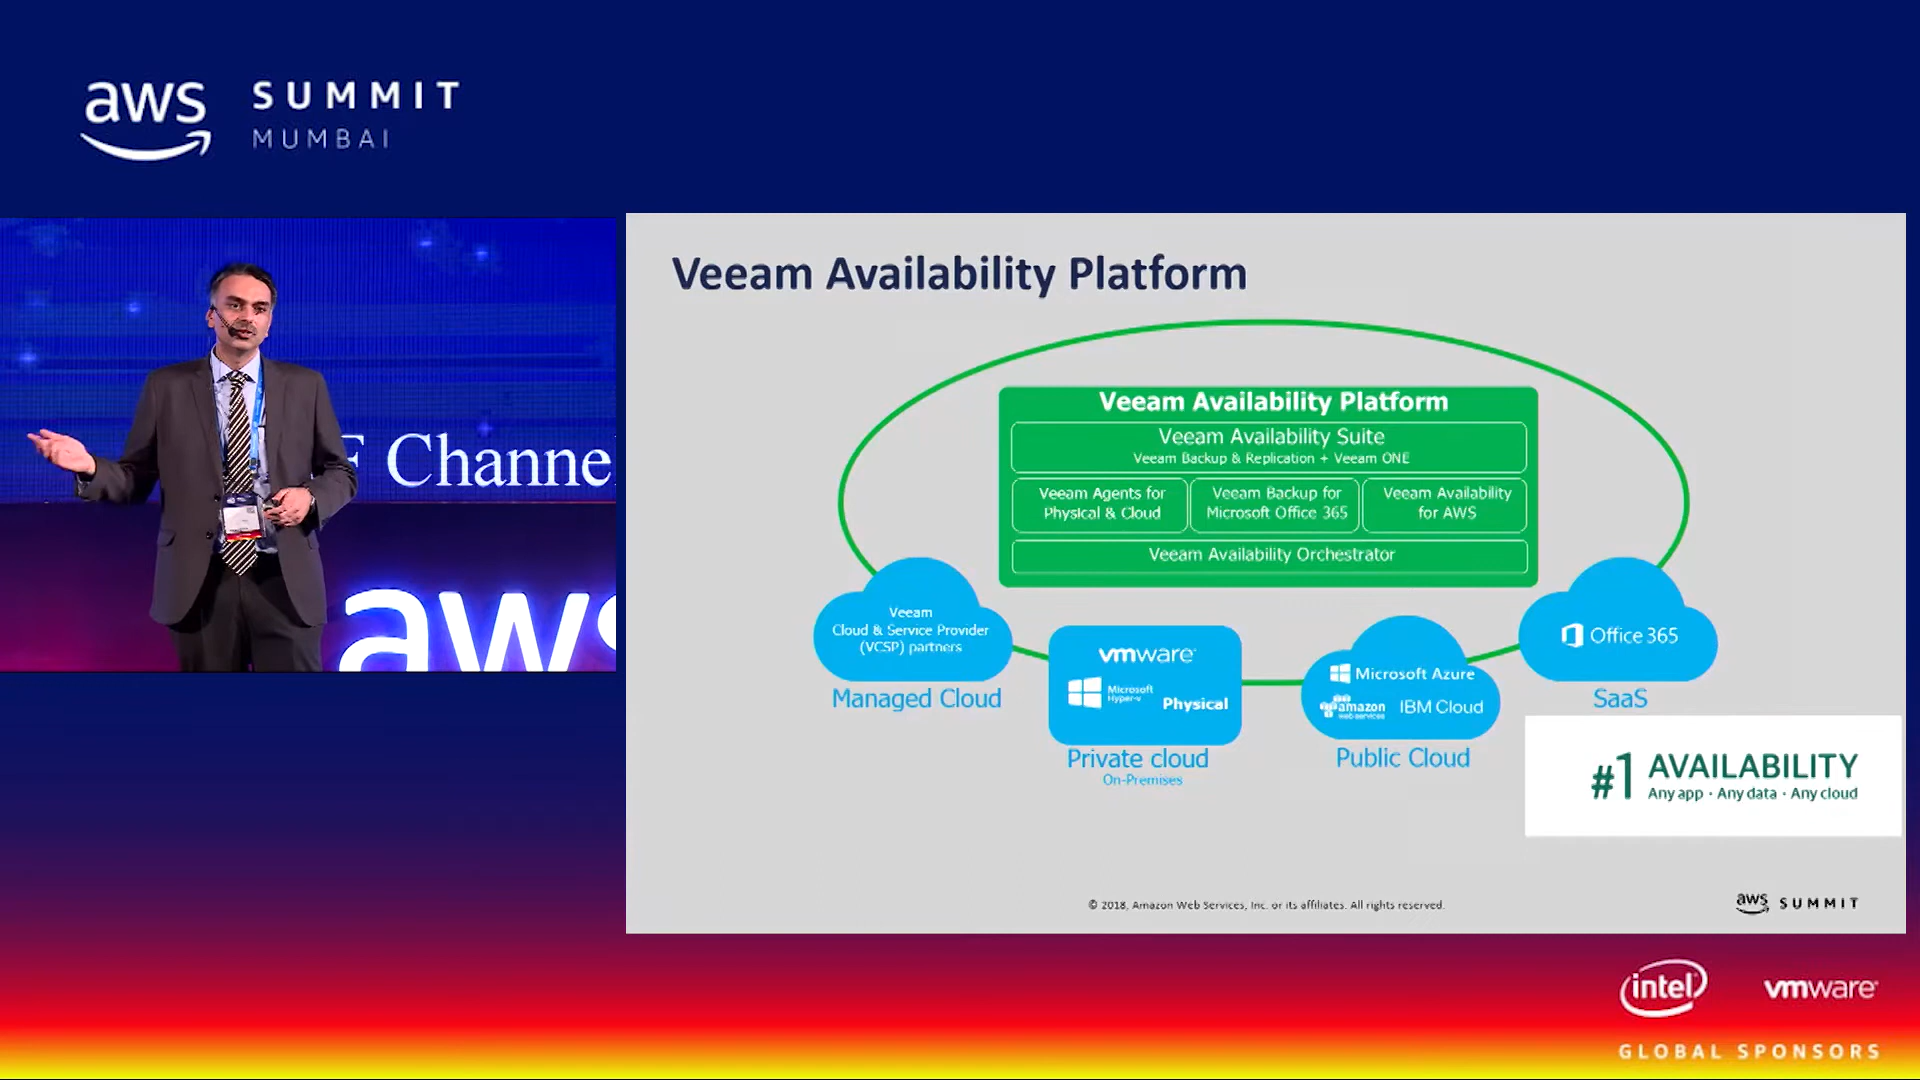 aws
SUMMIT
MUMBAI
Channe
aws
Veeam Availability Platform
Veeam Availability Platform
Veeam Availability Suite
Veeam Backup & Replication + Veeam ONE
Veeam Agents for
Physical & Cloud
Veeam Backup for
Microsoft Office 365
Veeam Availability
for AWS
Veeam Availability Orchestrator
Veeam
Cloud & Service Provider
(VCSP) partners
Managed Cloud
vmware
Microsoft
Hyper-v
Physical
Private cloud
On-Premises
Microsoft Azure
amazon
web services
IBM Cloud
Public Cloud
Office 365
SaaS
#1 AVAILABILITY
Any app · Any data · Any cloud
© 2018, Amazon Web Services, Inc. or its affiliates. All rights reserved.
aws SUMMIT
intel
vmware
GLOBAL SPONSORS